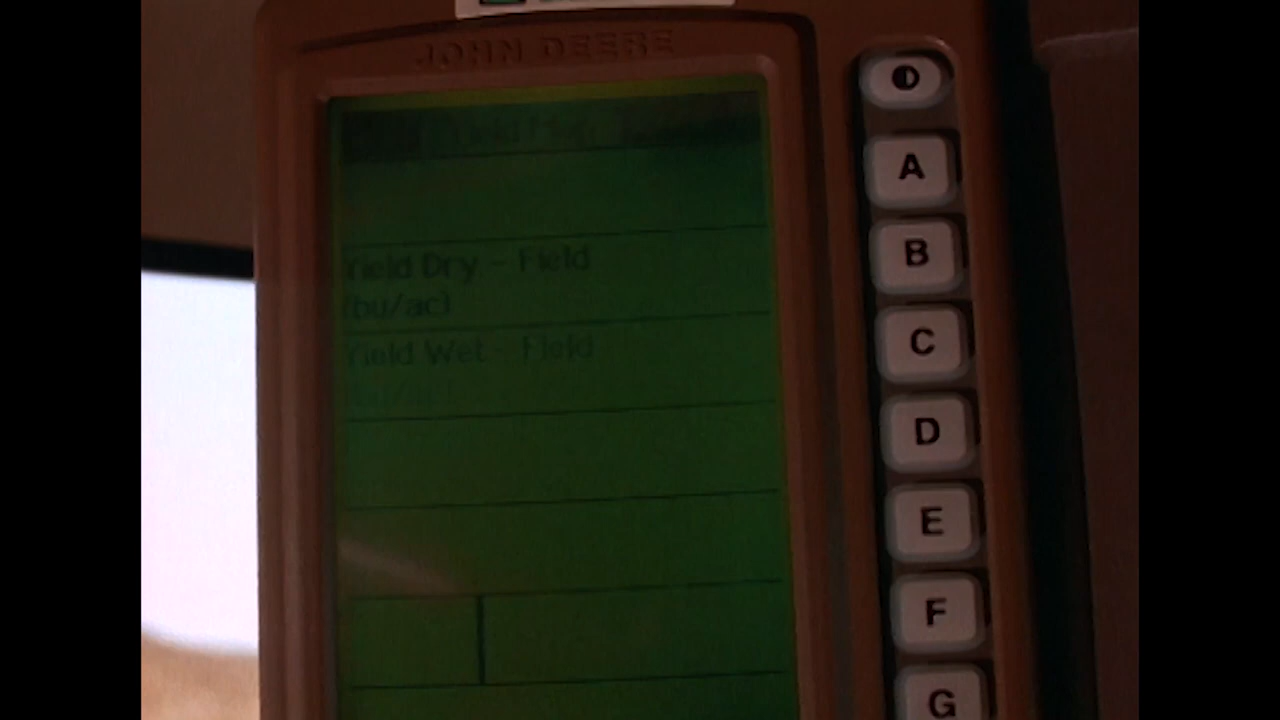 JOHN DEERE
Yield Dry - Field
(bu/ac)
Yield Wet - Field
A
B
C
D
E
F
G